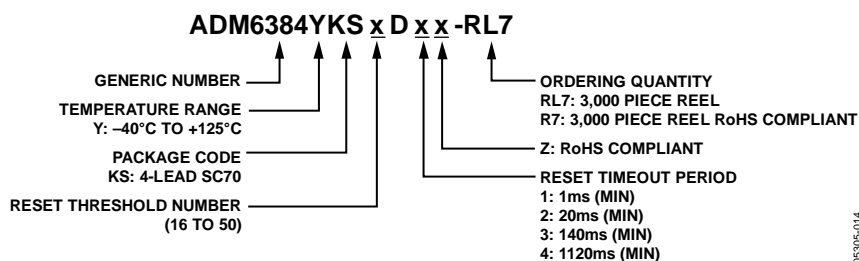 ADM6384YKS x D x x -RL7
GENERIC NUMBER
TEMPERATURE RANGE
Y: –40°C TO +125°C
PACKAGE CODE
KS: 4-LEAD SC70
RESET THRESHOLD NUMBER
(16 TO 50)
ORDERING QUANTITY
RL7: 3,000 PIECE REEL
R7: 3,000 PIECE REEL RoHS COMPLIANT
Z: RoHS COMPLIANT
RESET TIMEOUT PERIOD
1: 1ms (MIN)
2: 20ms (MIN)
3: 140ms (MIN)
4: 1120ms (MIN)
05305-014